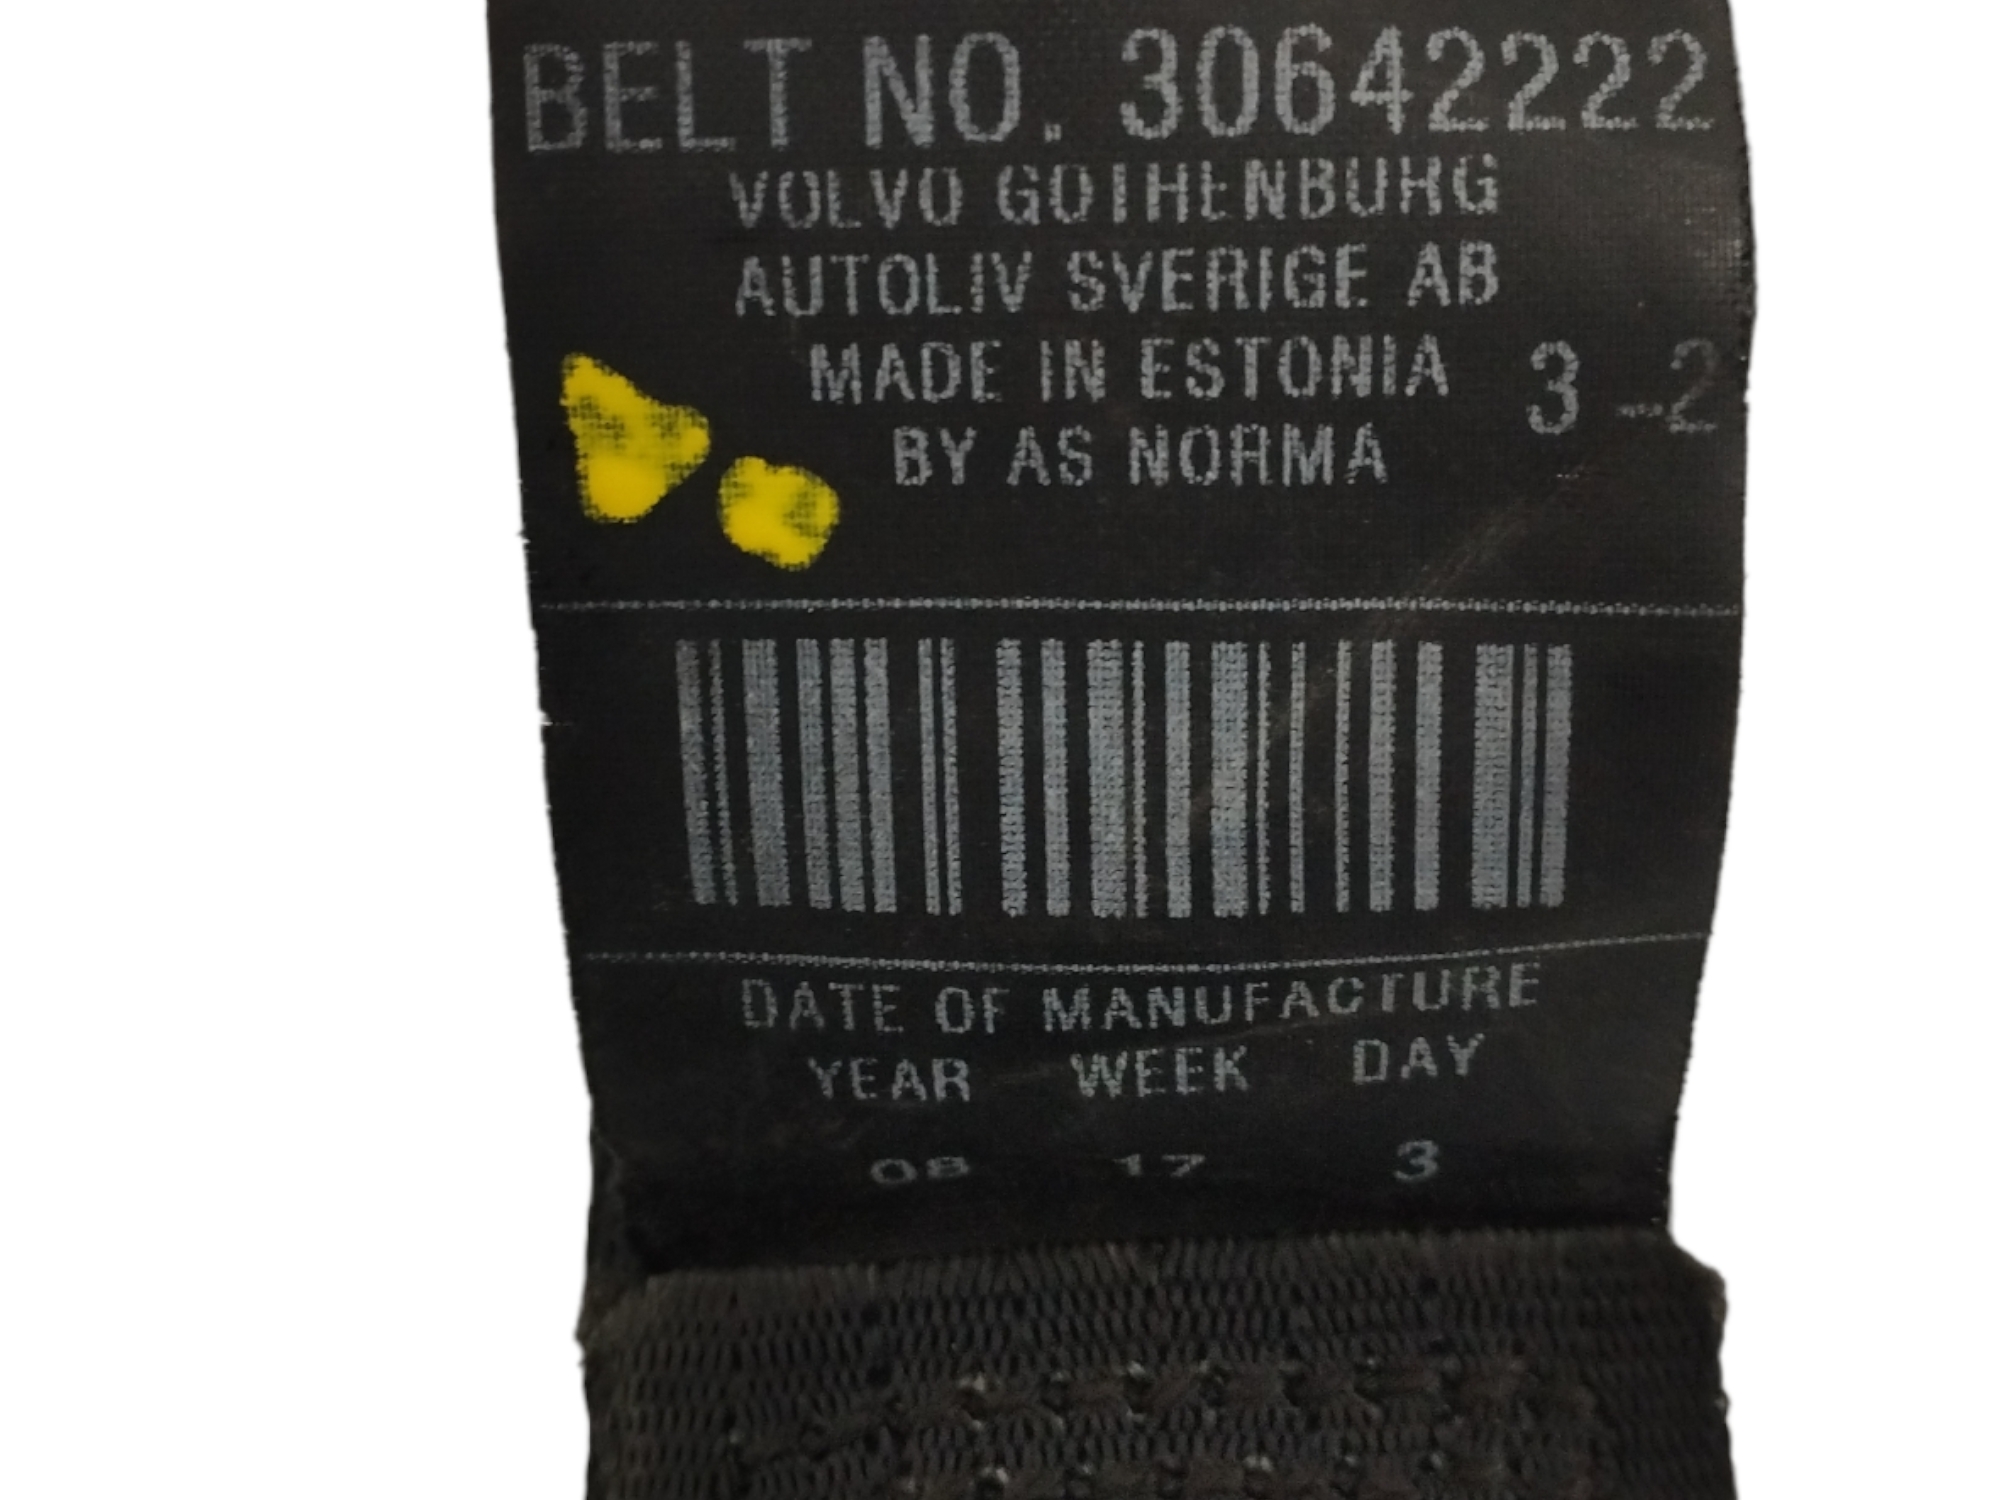 BELT NO. 30642222
VOLVO GOTHENBURG
AUTOLIV SVERIGE AB
MADE IN ESTONIA 3 -2
BY AS NORMA
DATE OF MANUFACTURE
YEAR WEEK DAY
08 17 3